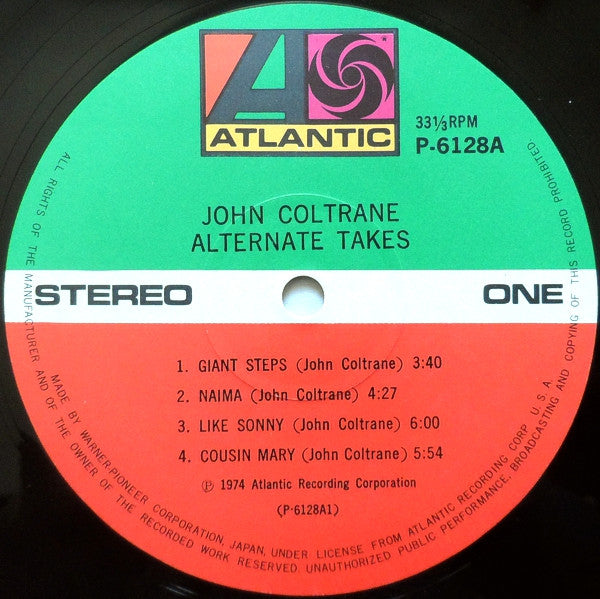 ATLANTIC
33⅓RPM
P-6128A
JOHN COLTRANE
ALTERNATE TAKES
STEREO
ONE
1. GIANT STEPS (John Coltrane) 3:40
2. NAIMA (John Coltrane) 4:27
3. LIKE SONNY (John Coltrane) 6:00
4. COUSIN MARY (John Coltrane) 5:54
Ⓟ 1974 Atlantic Recording Corporation
(P-6128A1)
ALL RIGHTS OF THE MANUFACTURER AND OF THE OWNER OF THE RECORDED WORK RESERVED. UNAUTHORIZED PUBLIC PERFORMANCE, BROADCASTING AND COPYING OF THIS RECORD PROHIBITED
MADE BY WARNER-PIONEER CORPORATION, JAPAN, UNDER LICENSE FROM ATLANTIC RECORDING CORP. U.S.A.